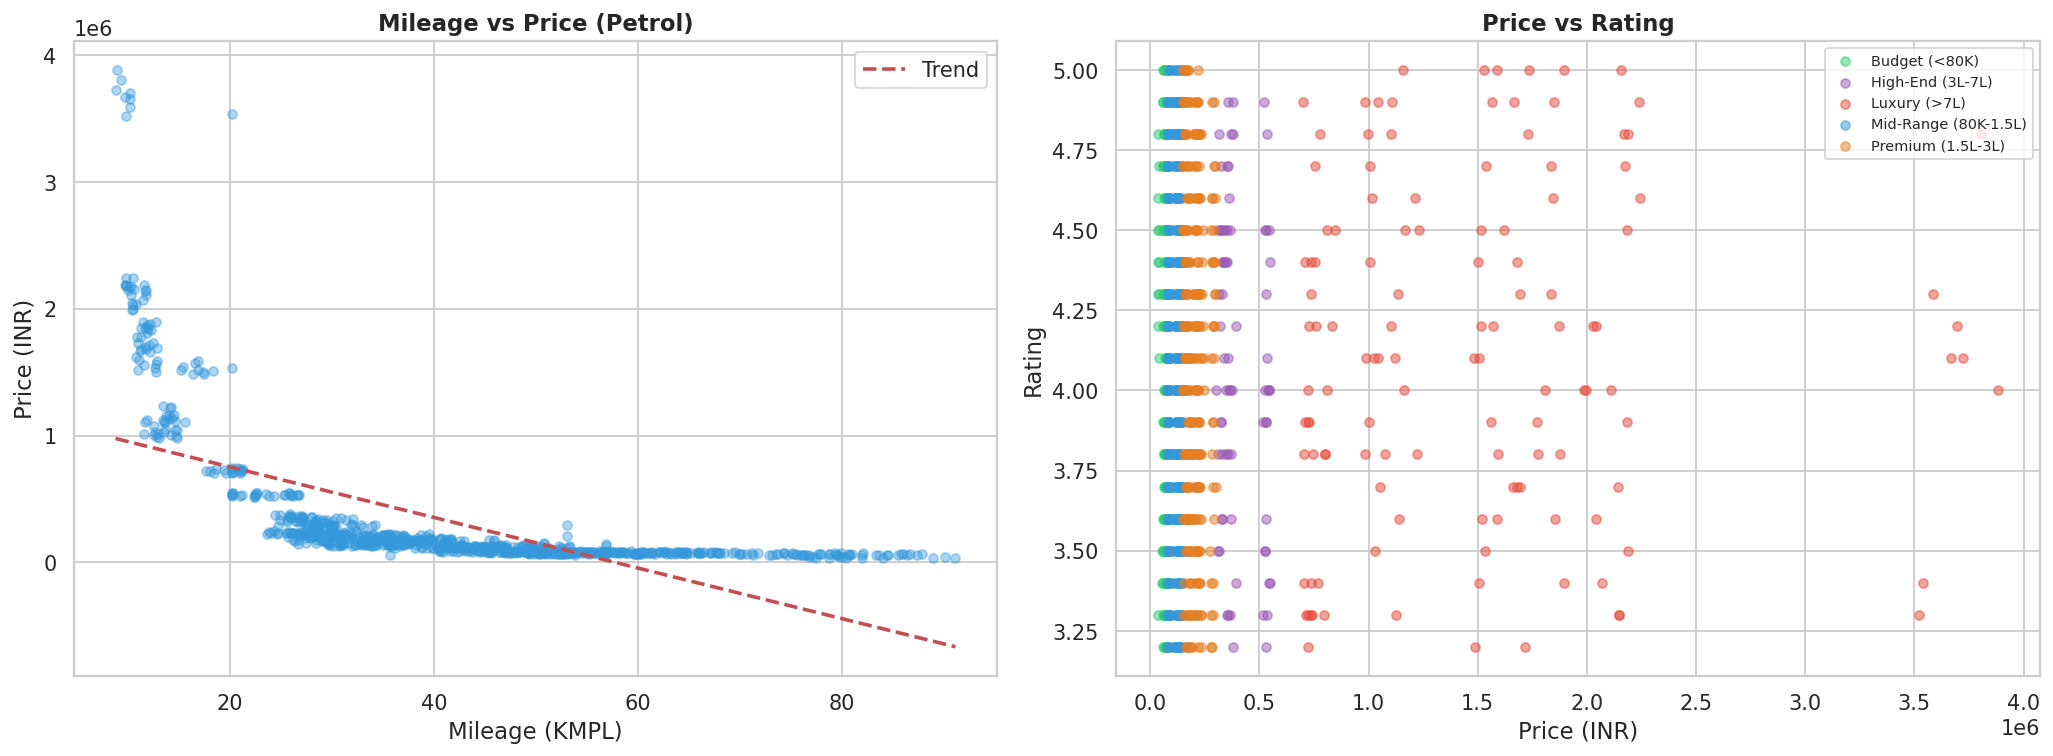 Mileage vs Price (Petrol)
1e6
4
3
2
1
0
Price (INR)
Trend
20
40
60
80
Mileage (KMPL)
Price vs Rating
5.00
4.75
4.50
4.25
4.00
3.75
3.50
3.25
Rating
Budget (<80K)
High-End (3L-7L)
Luxury (>7L)
Mid-Range (80K-1.5L)
Premium (1.5L-3L)
0.0
0.5
1.0
1.5
2.0
2.5
3.0
3.5
4.0
1e6
Price (INR)